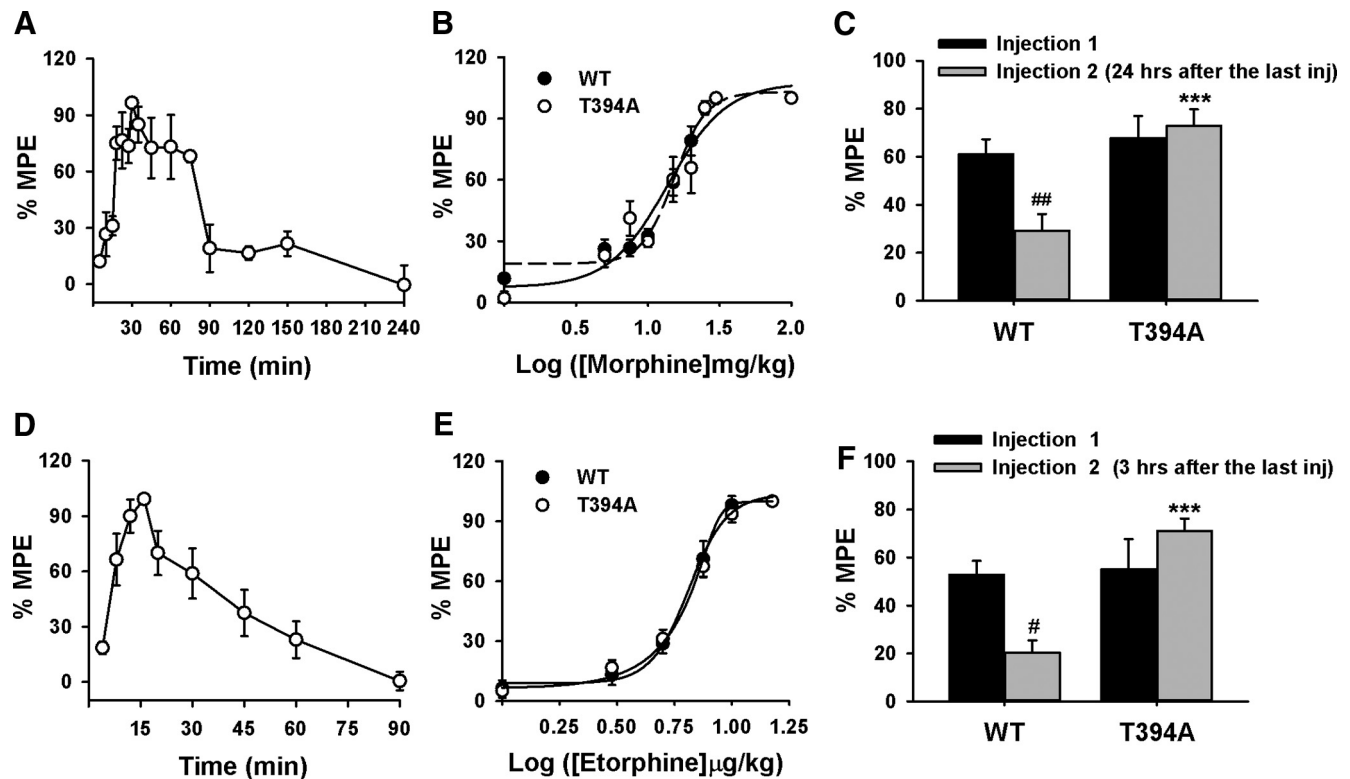 A
120
90
60
30
0
% MPE
30 60 90 120 150 180 210 240
Time (min)
B
WT
T394A
120
90
60
30
0
% MPE
0.5 1.0 1.5 2.0
Log ([Morphine]mg/kg)
C
Injection 1
Injection 2 (24 hrs after the last inj)
100
80
60
40
20
0
% MPE
##
***
WT T394A
D
120
90
60
30
0
% MPE
15 30 45 60 75 90
Time (min)
E
WT
T394A
120
90
60
30
0
% MPE
0.25 0.50 0.75 1.00 1.25
Log ([Etorphine]μg/kg)
F
Injection 1
Injection 2 (3 hrs after the last inj)
100
80
60
40
20
0
% MPE
#
***
WT T394A